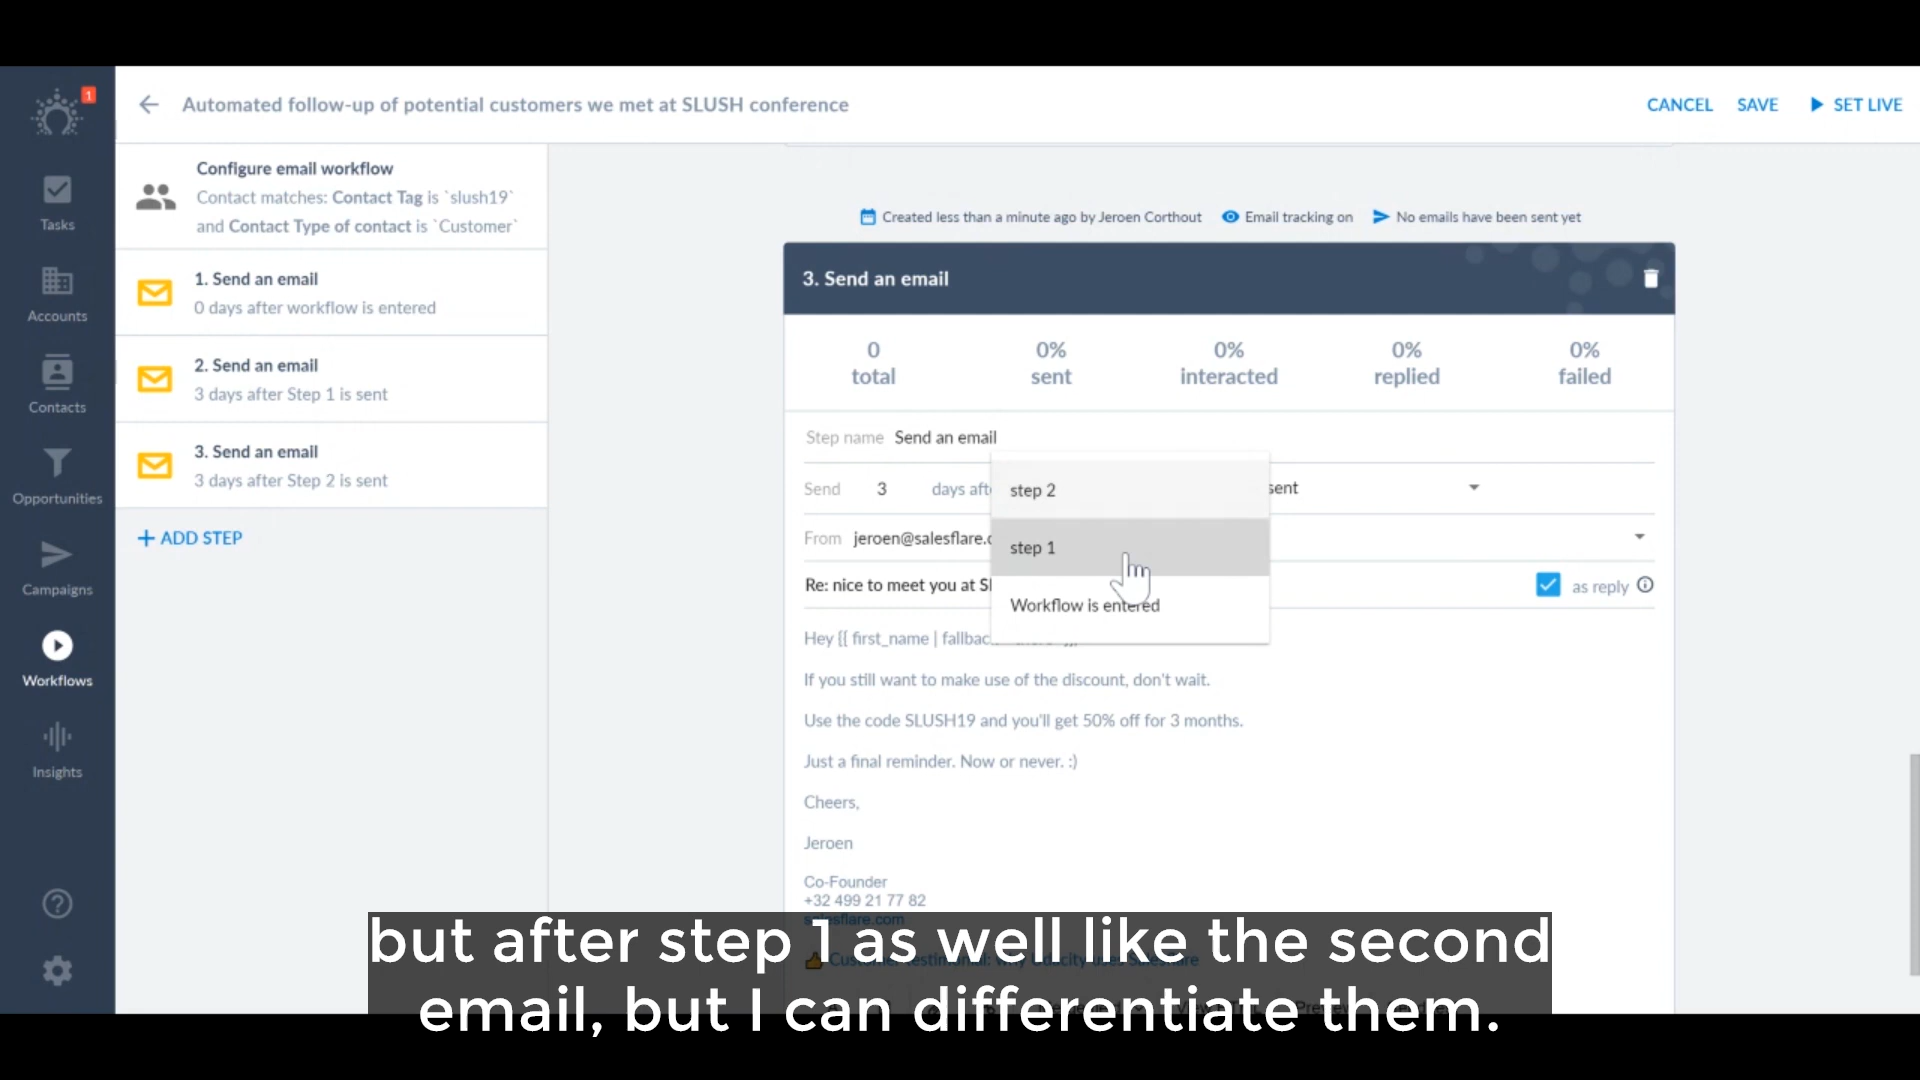 1
Automated follow-up of potential customers we met at SLUSH conference
CANCEL SAVE SET LIVE
Tasks
Accounts
Contacts
Opportunities
Campaigns
Workflows
Insights
Configure email workflow
Contact matches: Contact Tag is `slush19`
and Contact Type of contact is `Customer`
1. Send an email
0 days after workflow is entered
2. Send an email
3 days after Step 1 is sent
3. Send an email
3 days after Step 2 is sent
+ ADD STEP
Created less than a minute ago by Jeroen Corthout Email tracking on No emails have been sent yet
3. Send an email
0 0% 0% 0% 0%
total sent interacted replied failed
Step name Send an email
Send 3 days afte sent
step 2
step 1
Workflow is entered
From jeroen@salesflare.c
Re: nice to meet you at Sl as reply
Hey {{ first_name | fallbac
If you still want to make use of the discount, don't wait.
Use the code SLUSH19 and you'll get 50% off for 3 months.
Just a final reminder. Now or never. :)
Cheers,
Jeroen
Co-Founder
+32 499 21 77 82
salesflare.com
but after step 1 as well like the second
email, but I can differentiate them.